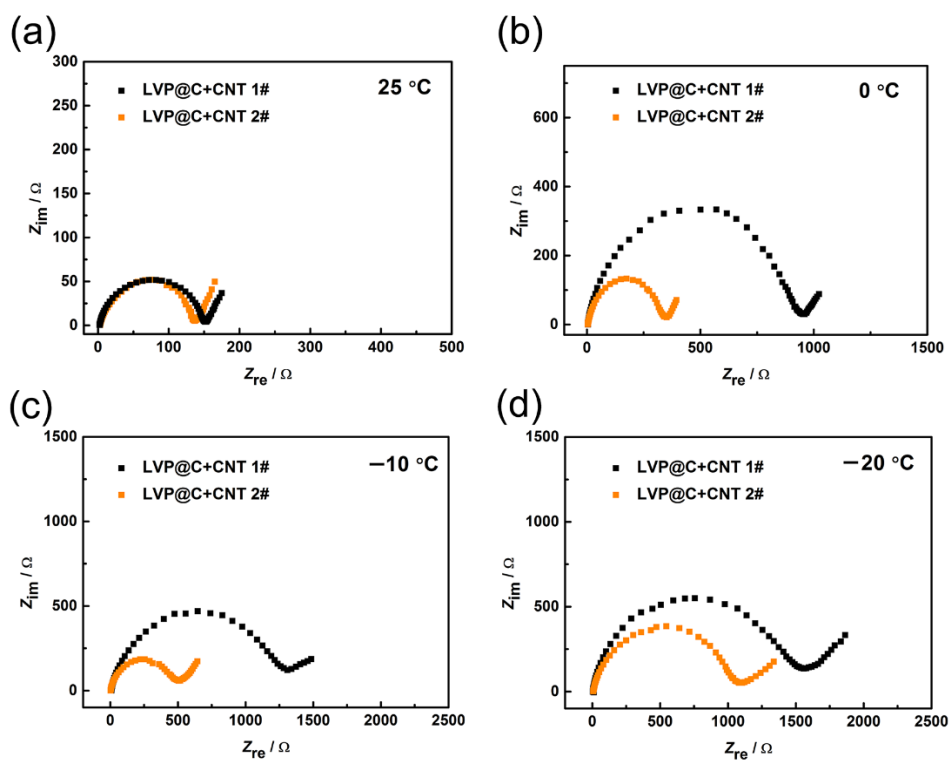 (a)
300
250
200
150
100
50
0
Zim / Ω
LVP@C+CNT 1#
LVP@C+CNT 2#
25 °C
0 100 200 300 400 500
Zre / Ω
(b)
600
400
200
0
Zim / Ω
LVP@C+CNT 1#
LVP@C+CNT 2#
0 °C
0 500 1000 1500
Zre / Ω
(c)
1500
1000
500
0
Zim / Ω
LVP@C+CNT 1#
LVP@C+CNT 2#
−10 °C
0 500 1000 1500 2000 2500
Zre / Ω
(d)
1500
1000
500
0
Zim / Ω
LVP@C+CNT 1#
LVP@C+CNT 2#
−20 °C
0 500 1000 1500 2000 2500
Zre / Ω